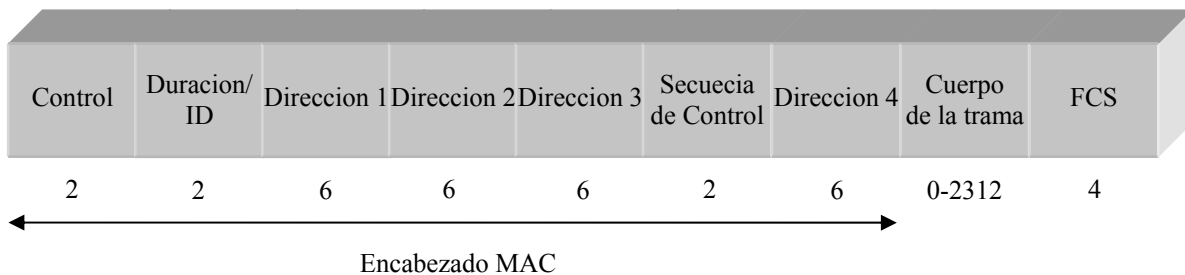 Control
Duracion/
ID
Direccion 1
Direccion 2
Direccion 3
Secuecia
de Control
Direccion 4
Cuerpo
de la trama
FCS
2
2
6
6
6
2
6
0-2312
4
Encabezado MAC